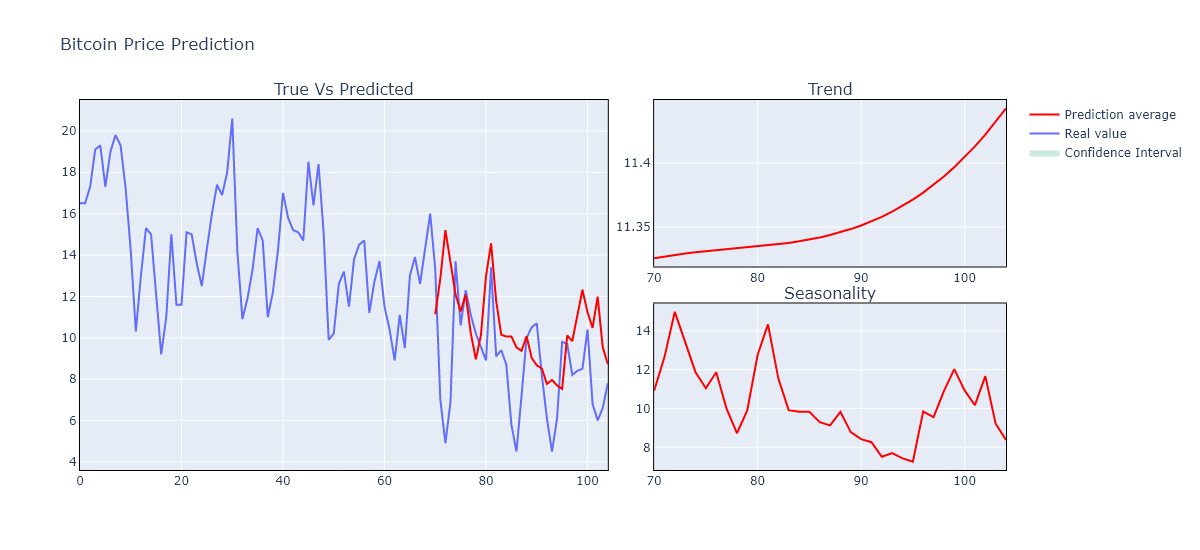 Bitcoin Price Prediction
True Vs Predicted
20
18
16
14
12
10
8
6
4
0 20 40 60 80 100
Trend
11.4
11.35
70 80 90 100
Seasonality
14
12
10
8
70 80 90 100
Prediction average
Real value
Confidence Interval